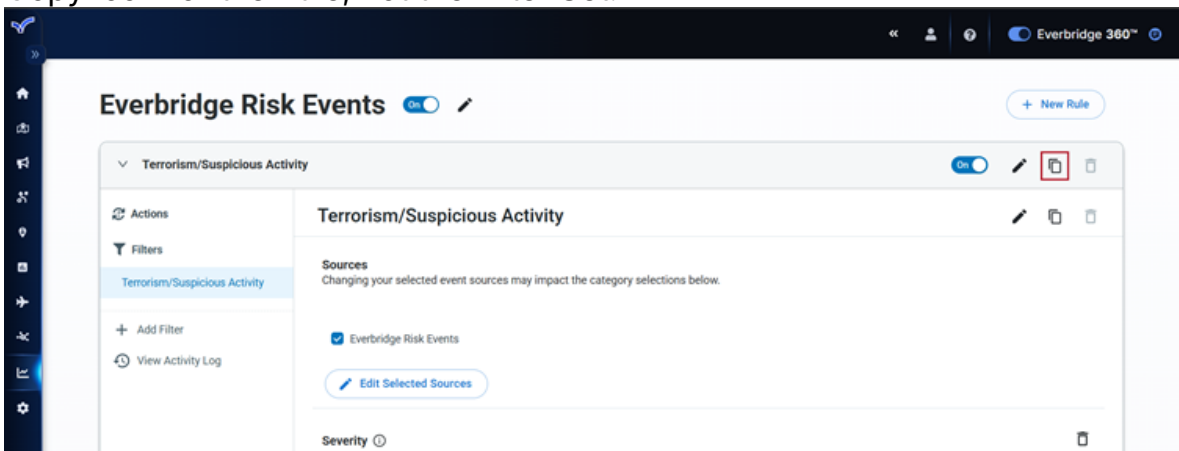 «
Everbridge 360™
»
Everbridge Risk Events On
+ New Rule
Terrorism/Suspicious Activity On
Actions
Filters
Terrorism/Suspicious Activity
+ Add Filter
View Activity Log
Terrorism/Suspicious Activity
Sources
Changing your selected event sources may impact the category selections below.
Everbridge Risk Events
Edit Selected Sources
Severity